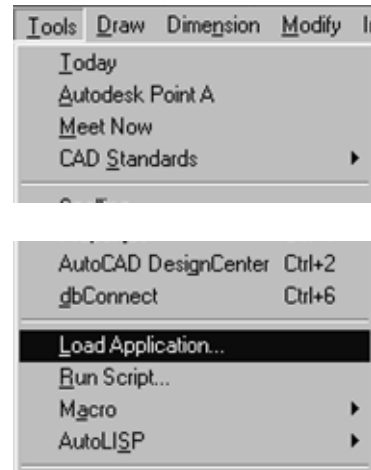 Tools Draw Dimension Modify
Today
Autodesk Point A
Meet Now
CAD Standards
AutoCAD DesignCenter Ctrl+2
dbConnect Ctrl+6
Load Application...
Run Script...
Macro
AutoLISP